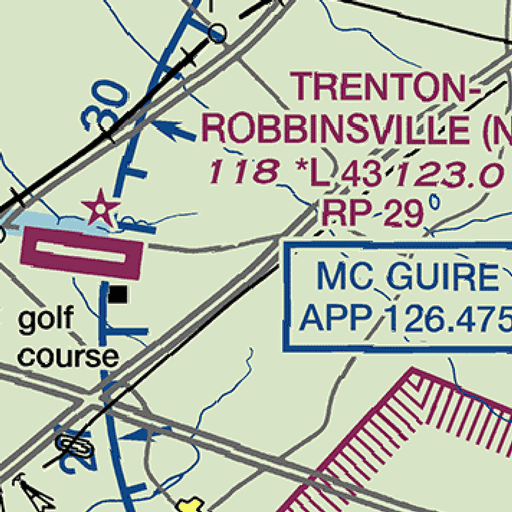 30
TRENTON-
ROBBINSVILLE (N
118 *L 43 123.0
RP 29
MC GUIRE
APP 126.475
golf
course